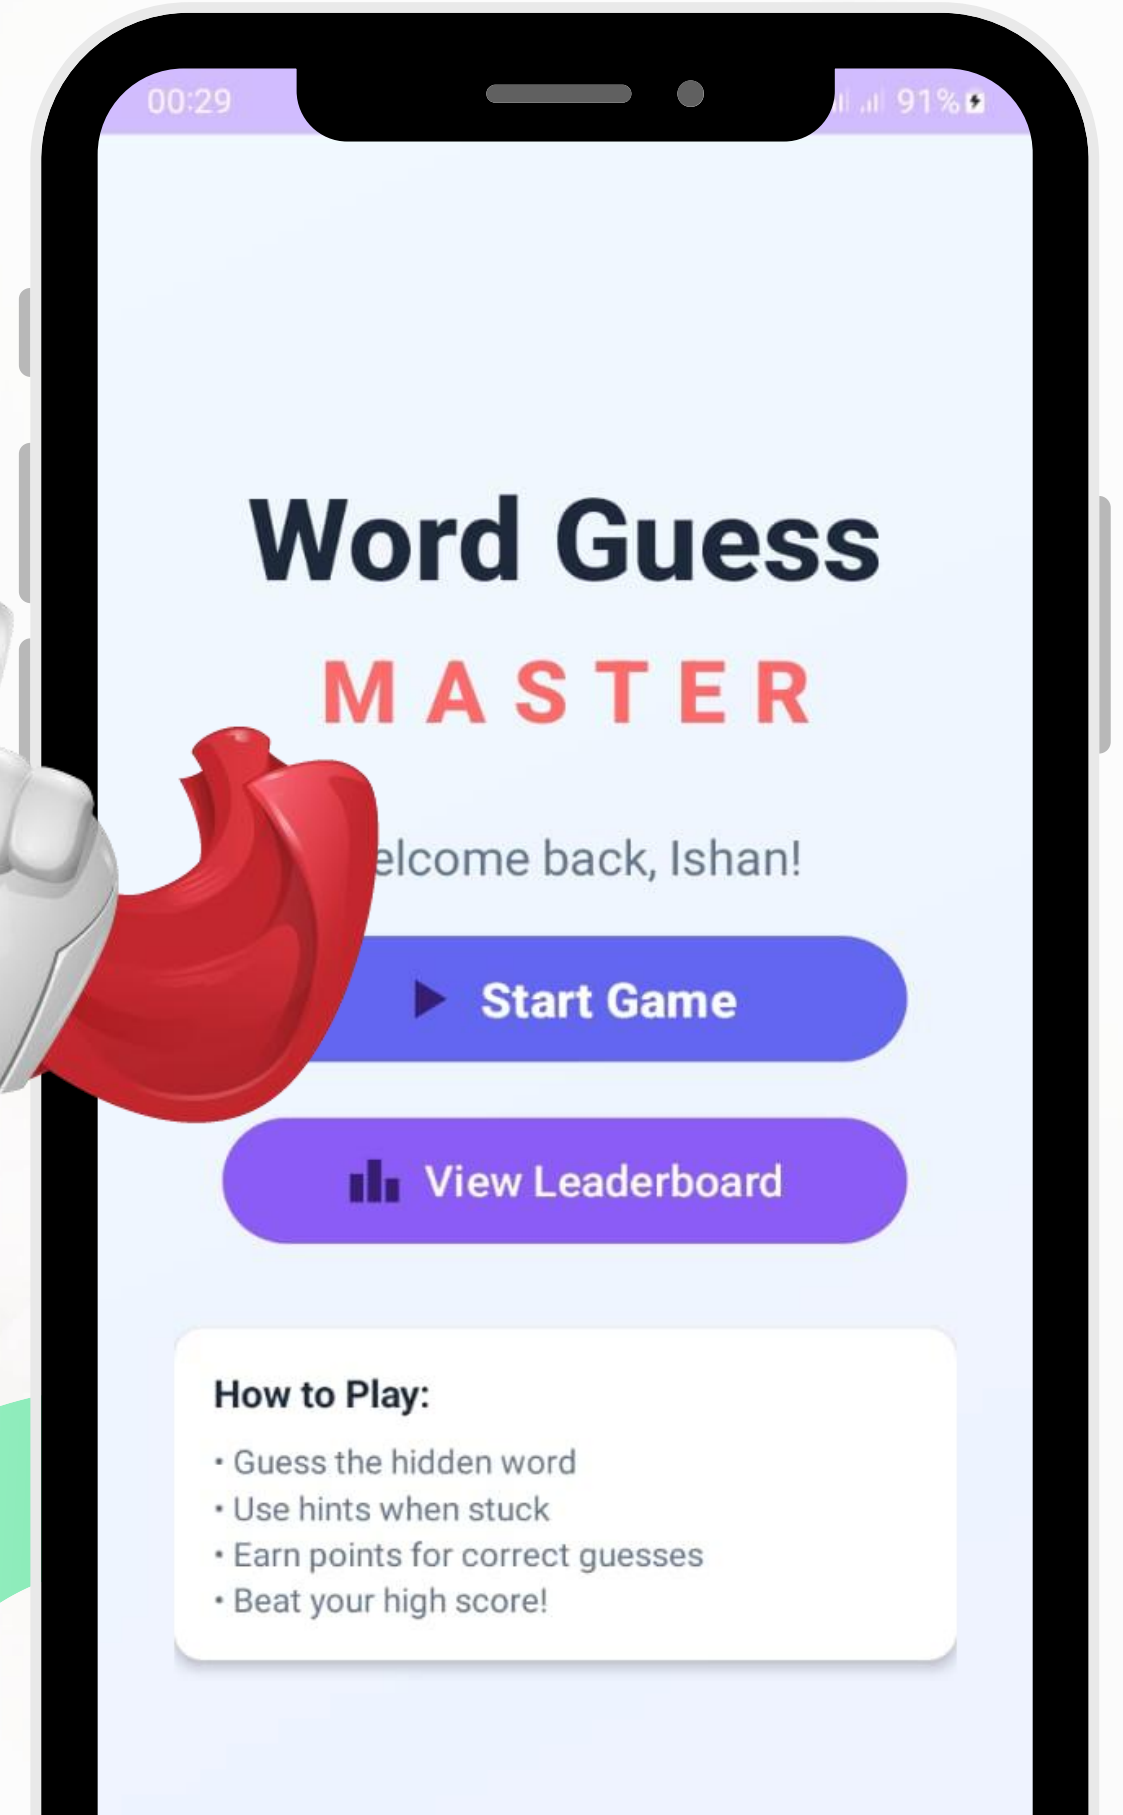 00:29
91%
Word Guess
MASTER
elcome back, Ishan!
Start Game
View Leaderboard
How to Play:
• Guess the hidden word
• Use hints when stuck
• Earn points for correct guesses
• Beat your high score!